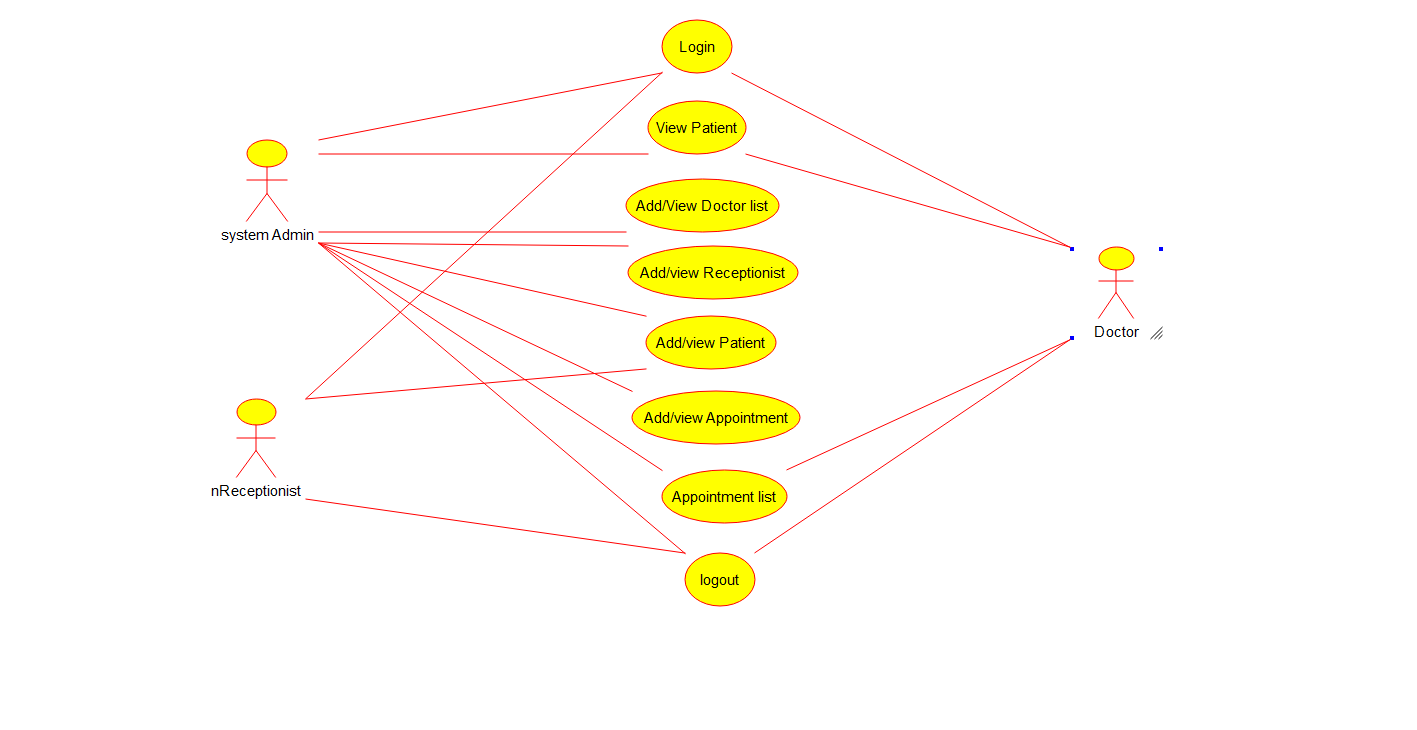 Login
View Patient
Add/View Doctor list
system Admin
Add/view Receptionist
Doctor
Add/view Patient
Add/view Appointment
nReceptionist
Appointment list
logout